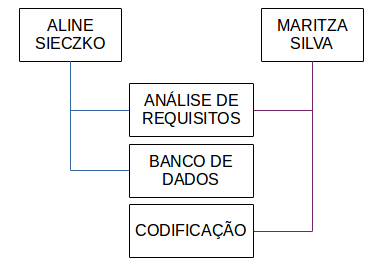 ALINE
SIECZKO
MARITZA
SILVA
ANÁLISE DE
REQUISITOS
BANCO DE
DADOS
CODIFICAÇÃO